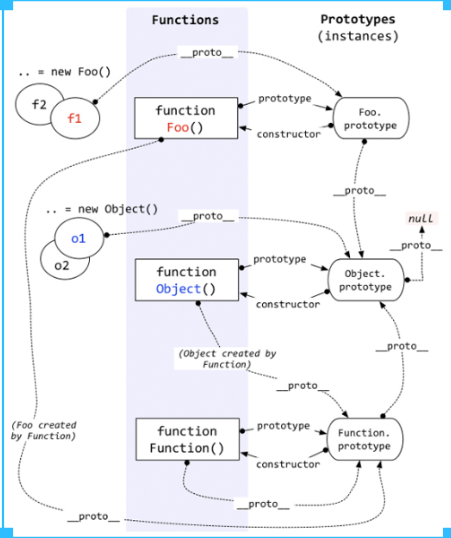 Functions
Prototypes
(instances)
__proto__
.. = new Foo()
f2
f1
function
Foo()
prototype
constructor
Foo.
prototype
__proto__
.. = new Object()
__proto__
null
o1
o2
__proto__
function
Object()
prototype
constructor
Object.
prototype
(Object created by
Function)
__proto__
__proto__
(Foo created
by Function)
function
Function()
prototype
constructor
Function.
prototype
__proto__
__proto__